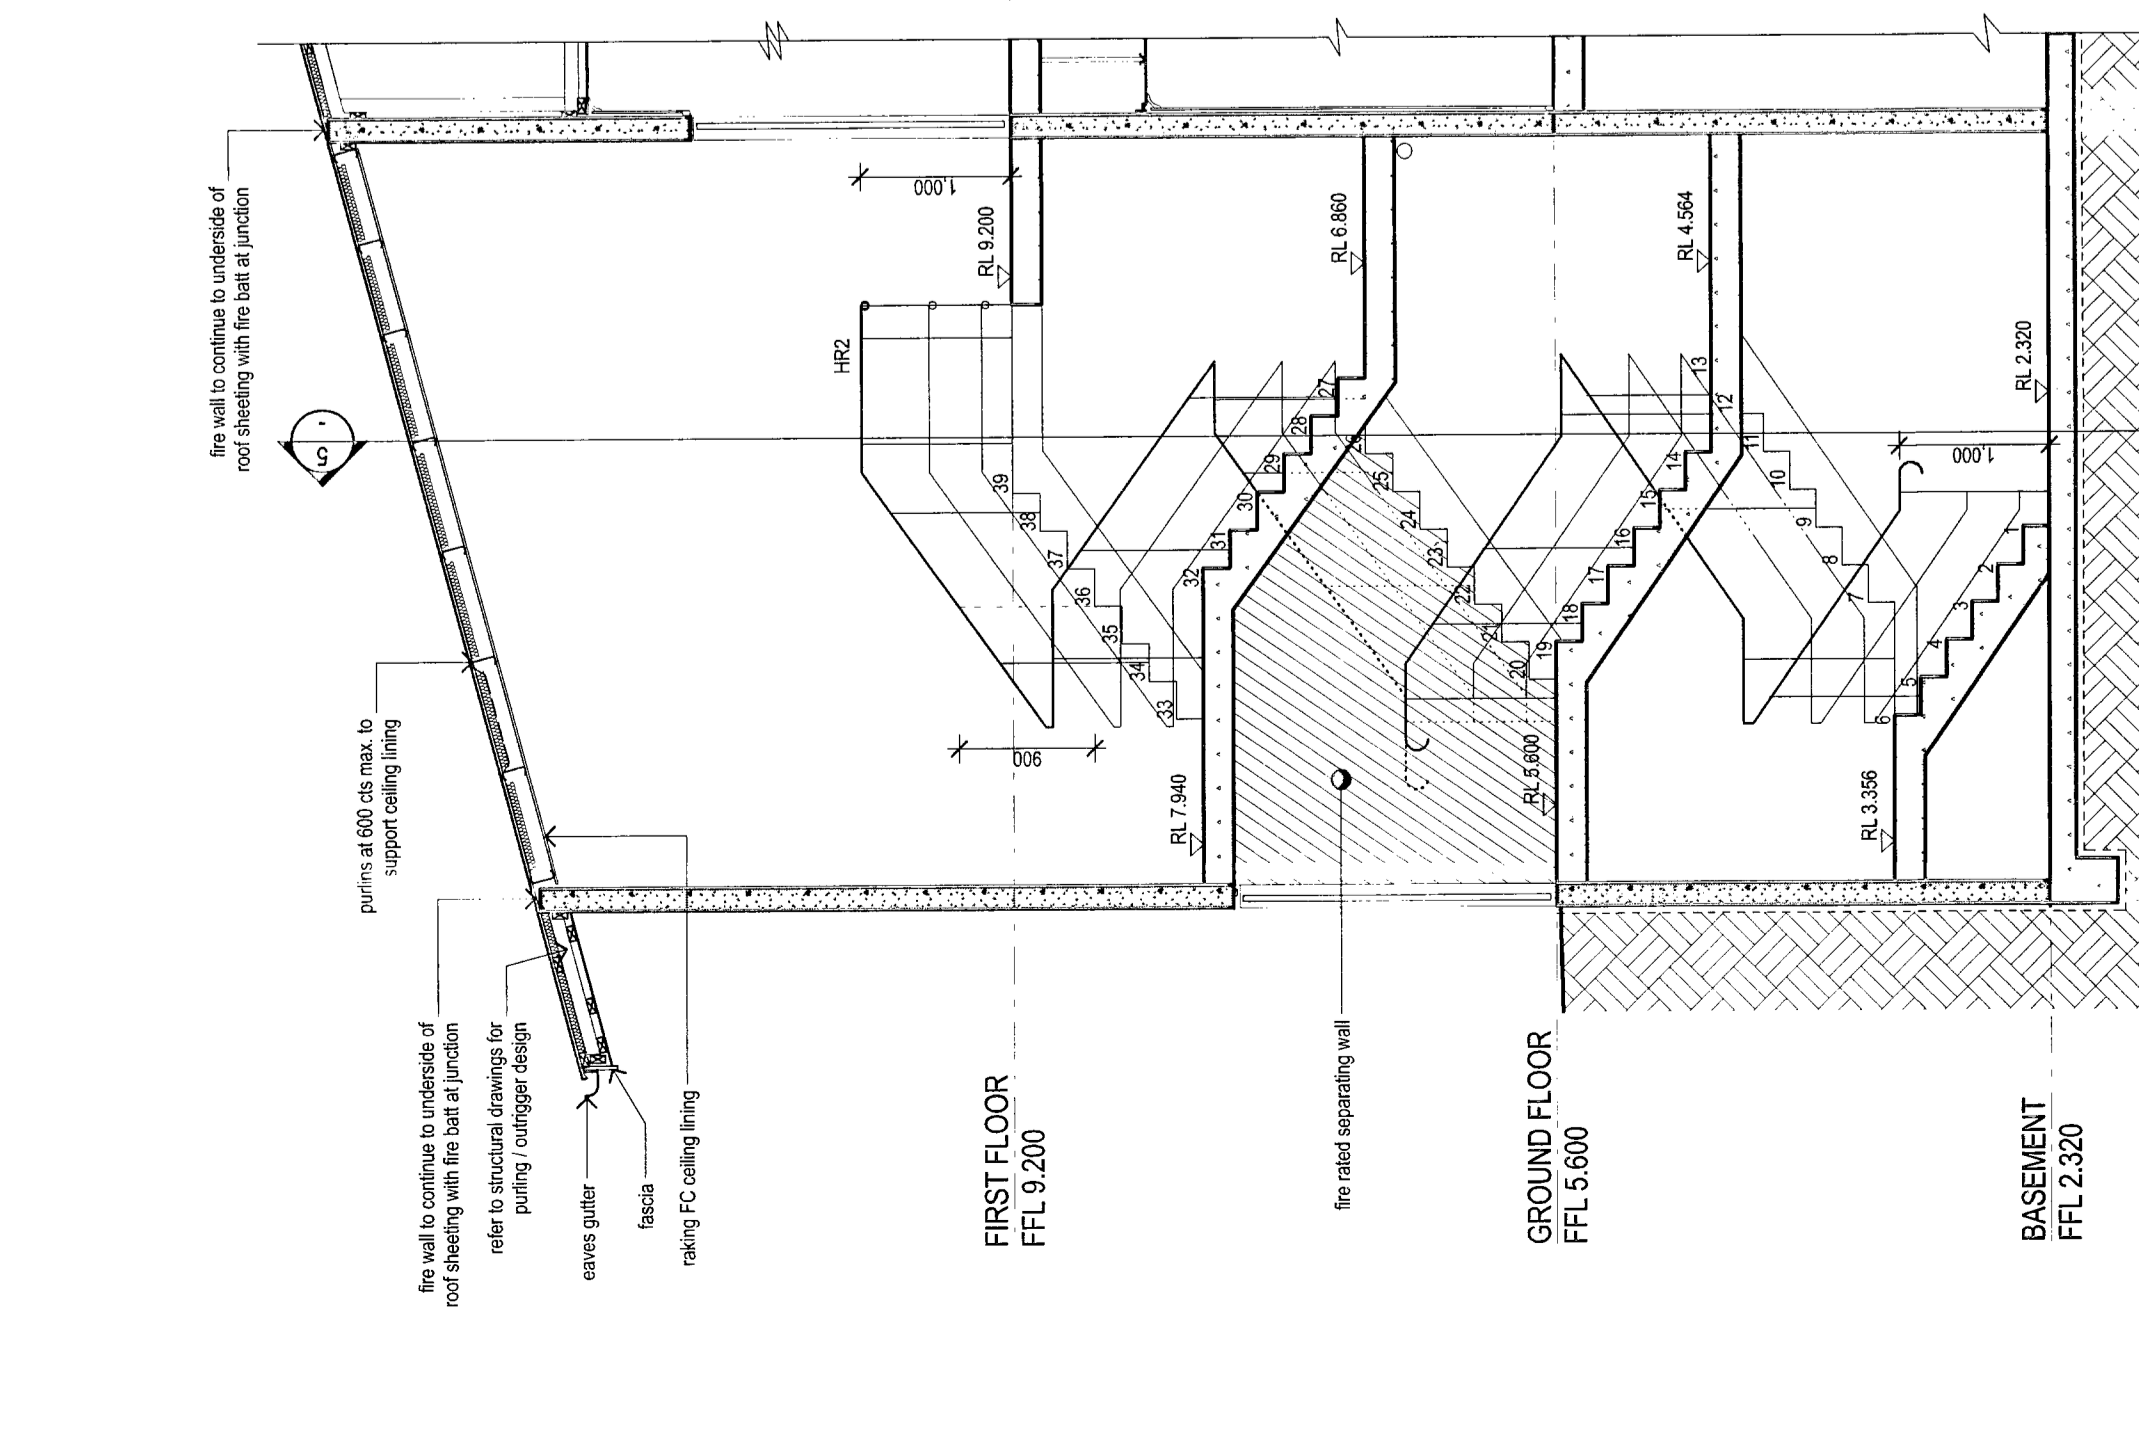 fire wall to continue to underside of
roof sheeting with fire batt at junction
5
-
purlins at 600 cts max. to
support ceiling lining
fire wall to continue to underside of
roof sheeting with fire batt at junction
refer to structural drawings for
purling / outrigger design
eaves gutter
fascia
raking FC ceiling lining
HR2
1,000
RL 9.200
FIRST FLOOR
FFL 9.200
39
38
37
36
35
34
33
900
RL 7.940
32
31
30
29
28
27
RL 6.860
26
25
24
23
22
21
20
19
fire rated separating wall
RL 5.600
GROUND FLOOR
FFL 5.600
18
17
16
15
14
13
RL 4.564
12
11
10
9
8
7
6
RL 3.356
5
4
3
2
1
1,000
RL 2.320
BASEMENT
FFL 2.320